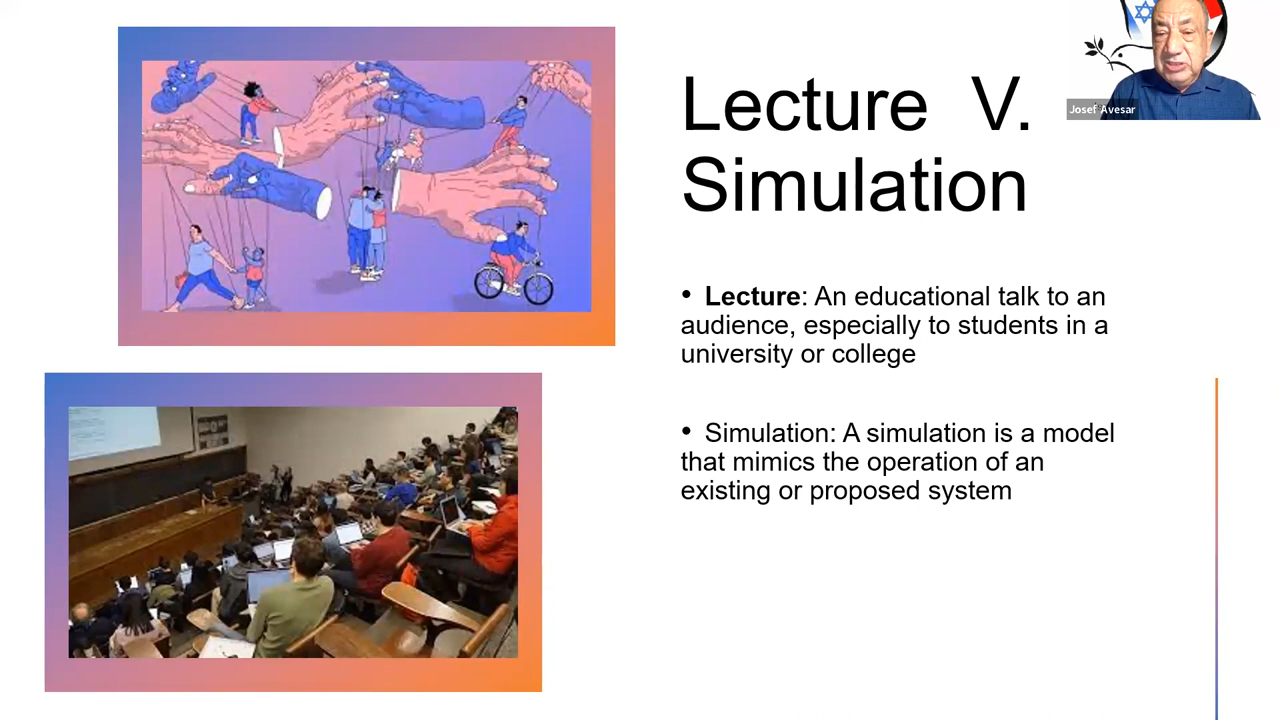 Lecture V.
Simulation
Josef Avesar
• Lecture: An educational talk to an
audience, especially to students in a
university or college
• Simulation: A simulation is a model
that mimics the operation of an
existing or proposed system